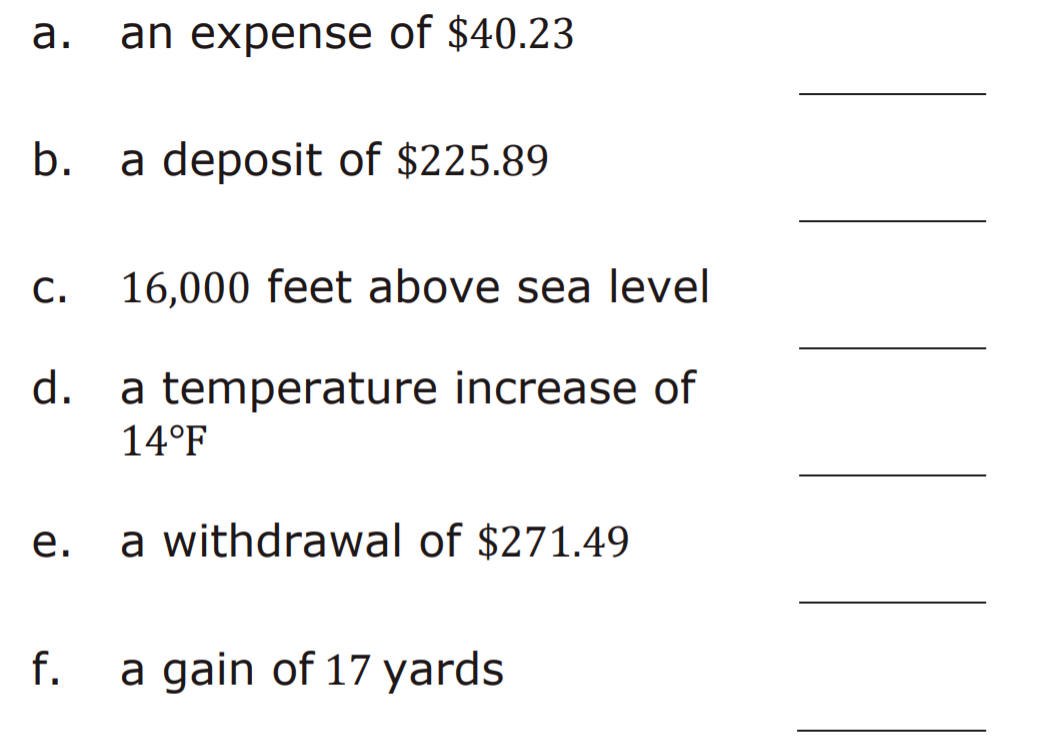 a. an expense of $40.23
b. a deposit of $225.89
c. 16,000 feet above sea level
d. a temperature increase of
14°F
e. a withdrawal of $271.49
f. a gain of 17 yards